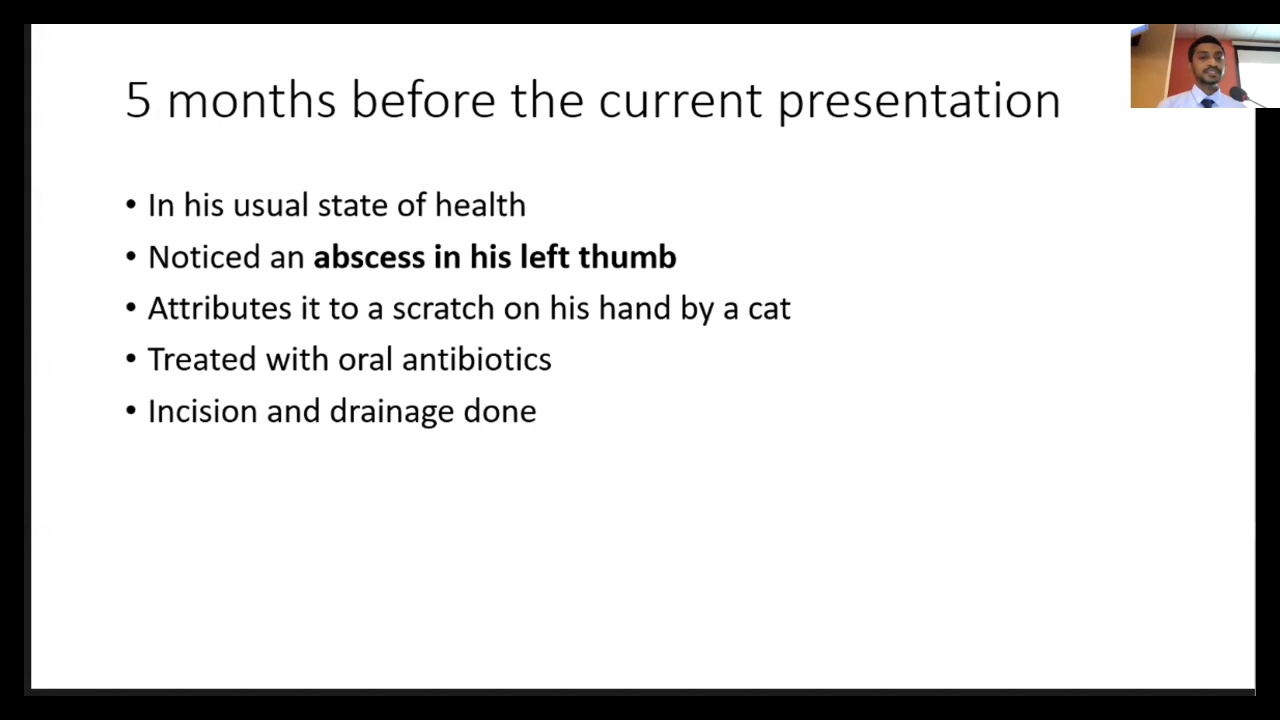 5 months before the current presentation
• In his usual state of health
• Noticed an abscess in his left thumb
• Attributes it to a scratch on his hand by a cat
• Treated with oral antibiotics
• Incision and drainage done